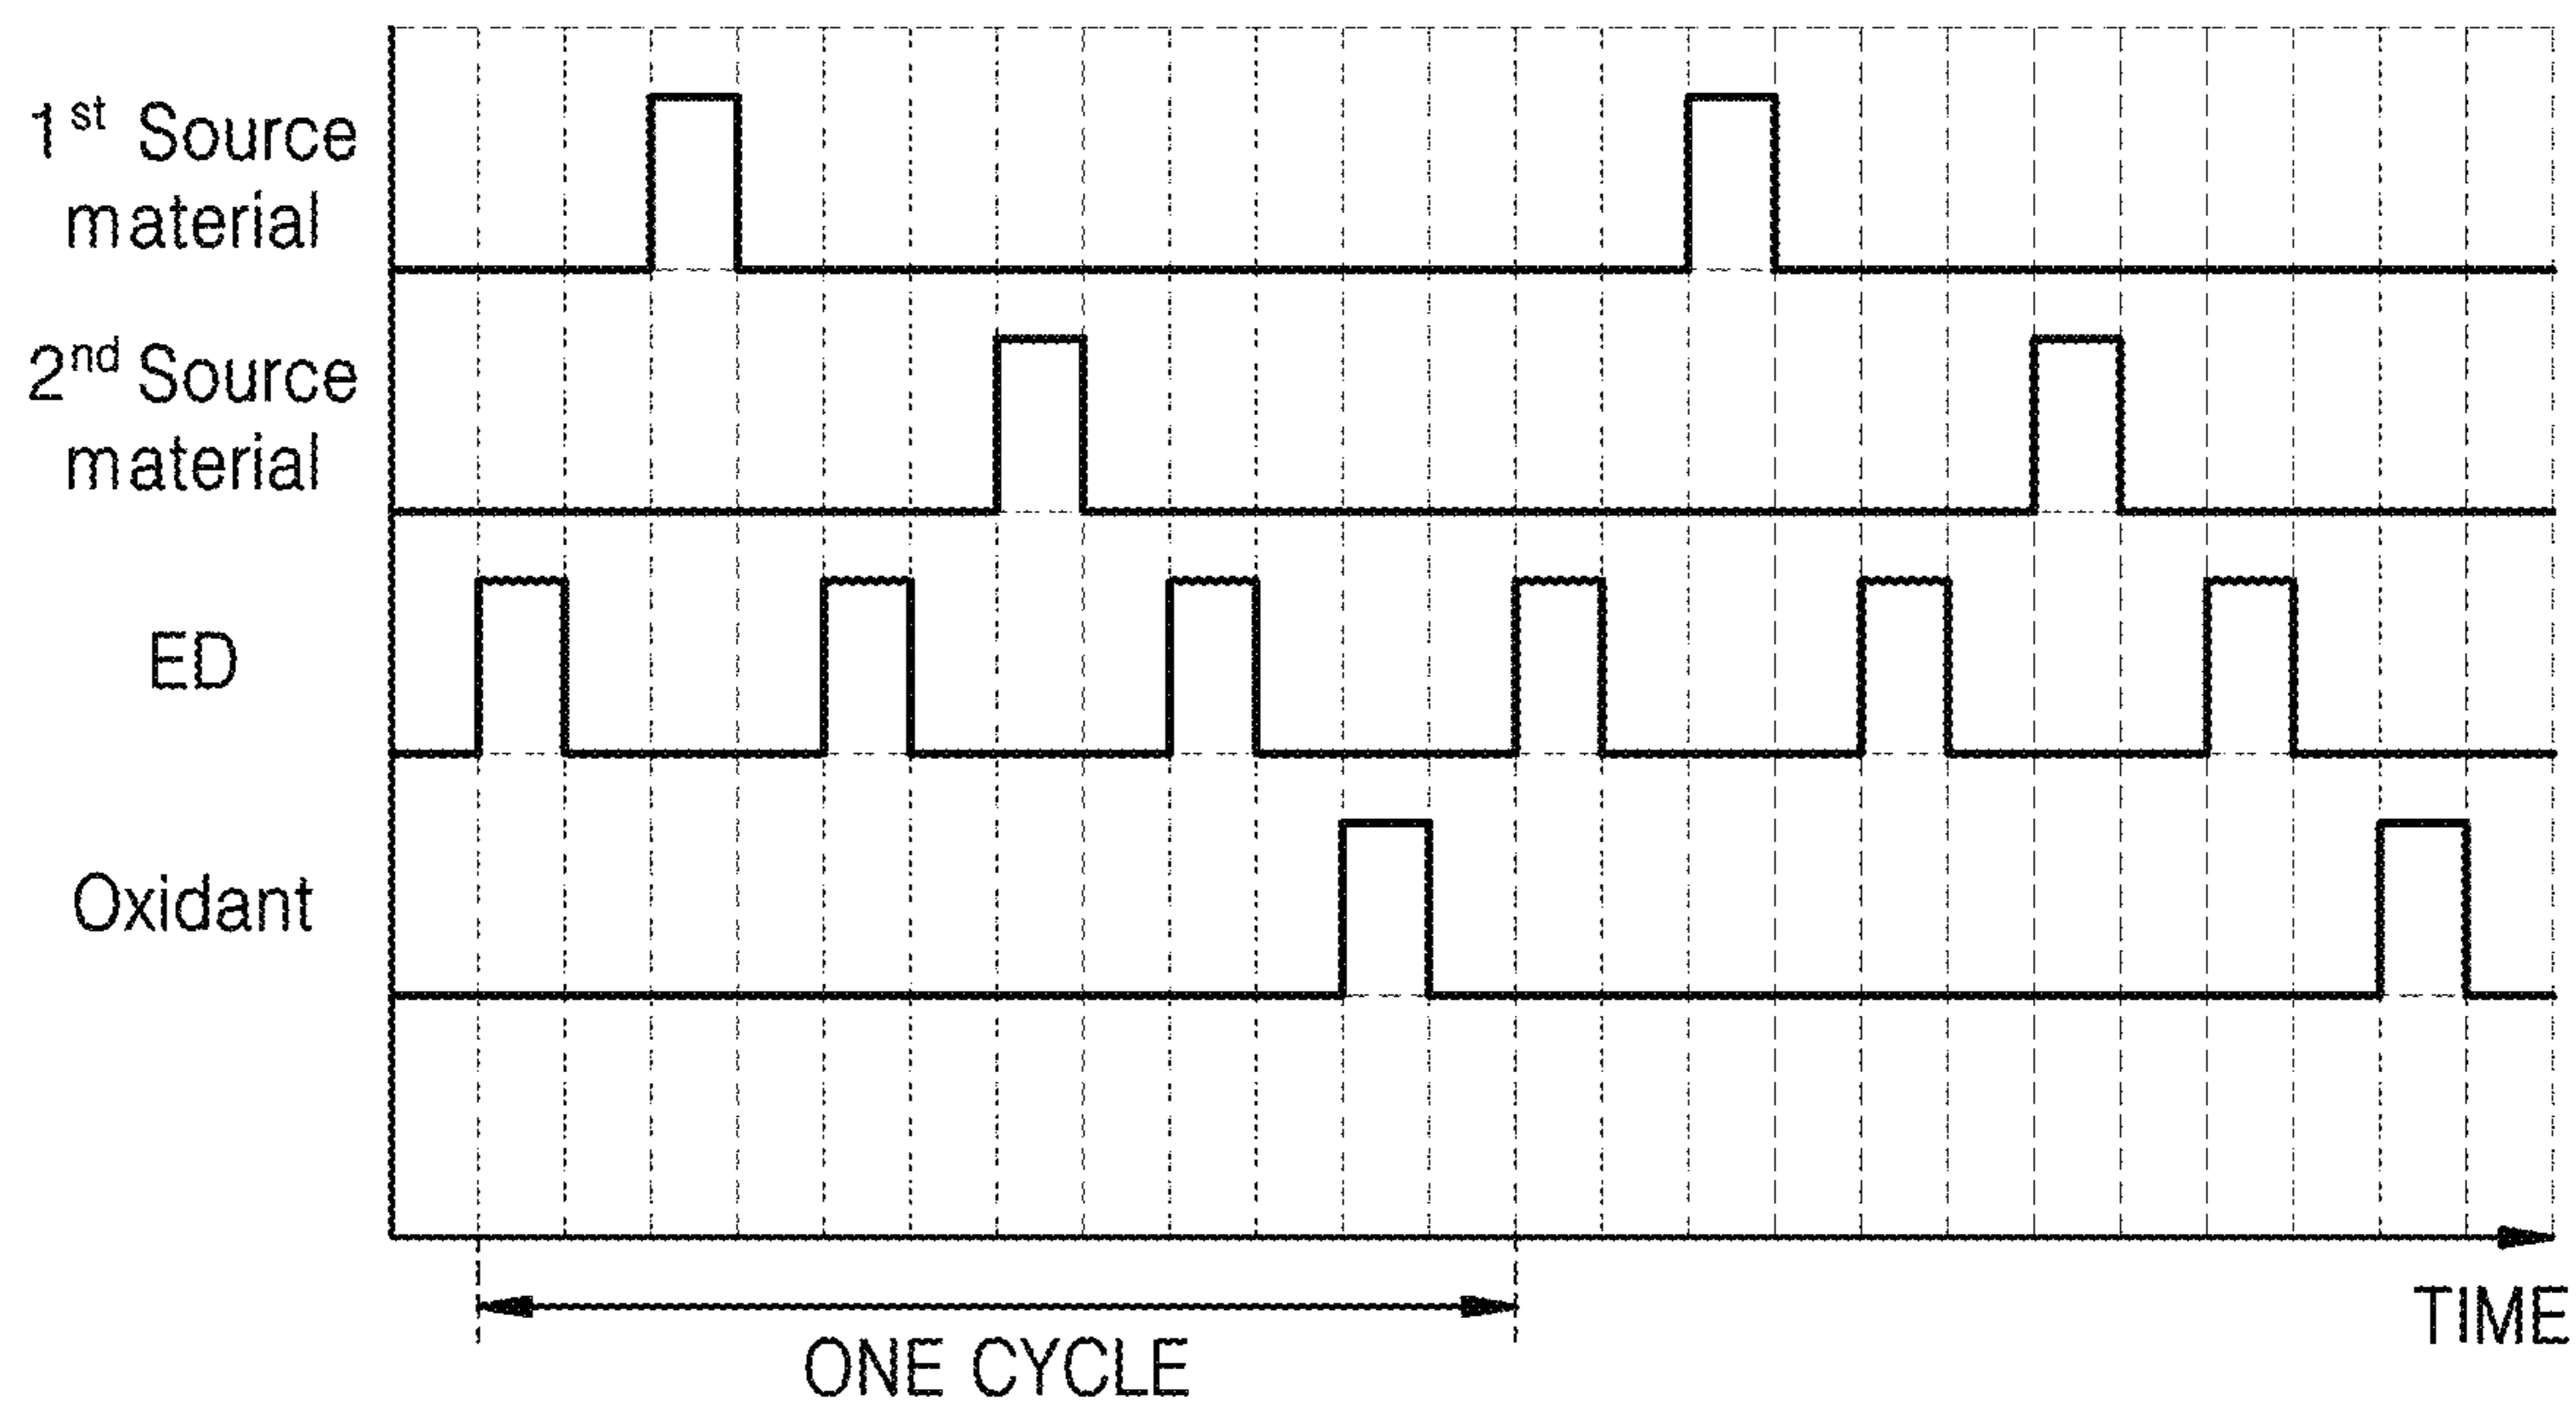 1st Source
material
2nd Source
material
ED
Oxidant
TIME
ONE CYCLE